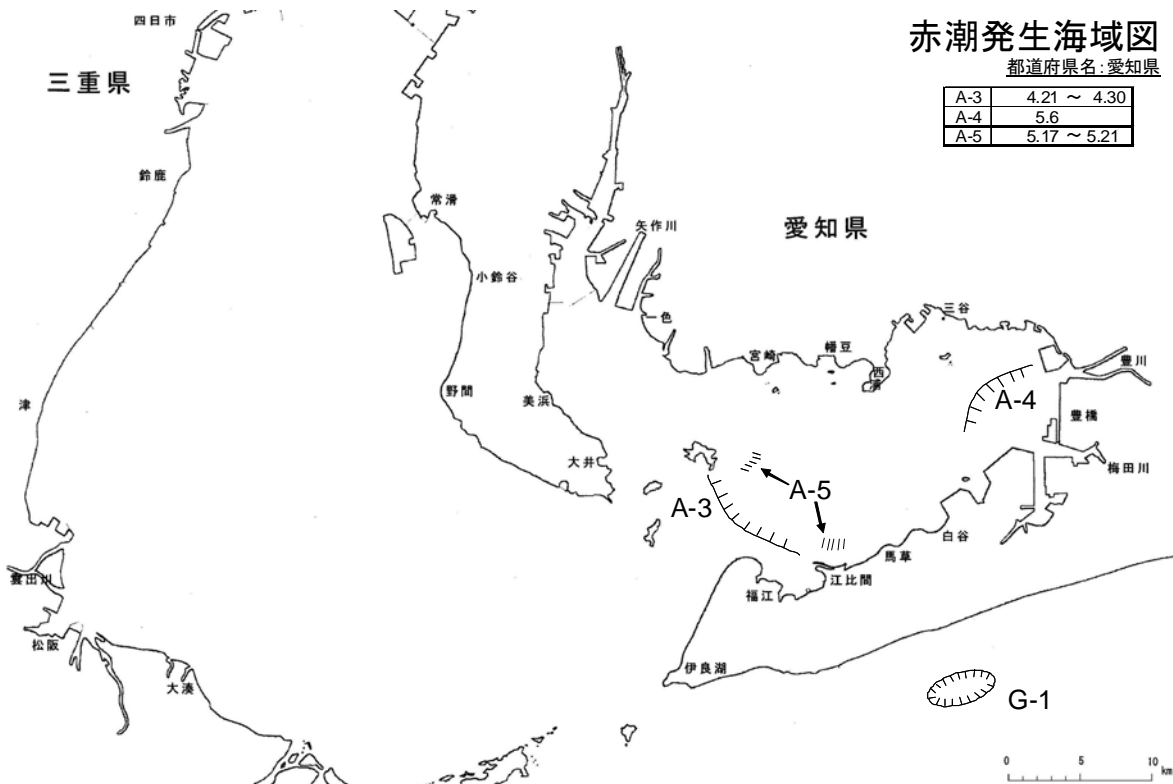 赤潮発生海域図
都道府県名:愛知県
A-3 4.21 ~ 4.30
A-4 5.6
A-5 5.17 ~ 5.21
四日市
三重県
鈴鹿
常滑
矢作川
愛知県
小鈴谷
一色
三谷
宮崎
幡豆
西浦
豊川
野間
美浜
津
A-4
豊橋
大井
梅田川
A-5
A-3
白谷
馬草
雲出川
江比間
福江
松阪
伊良湖
大湊
G-1
0 5 10
km